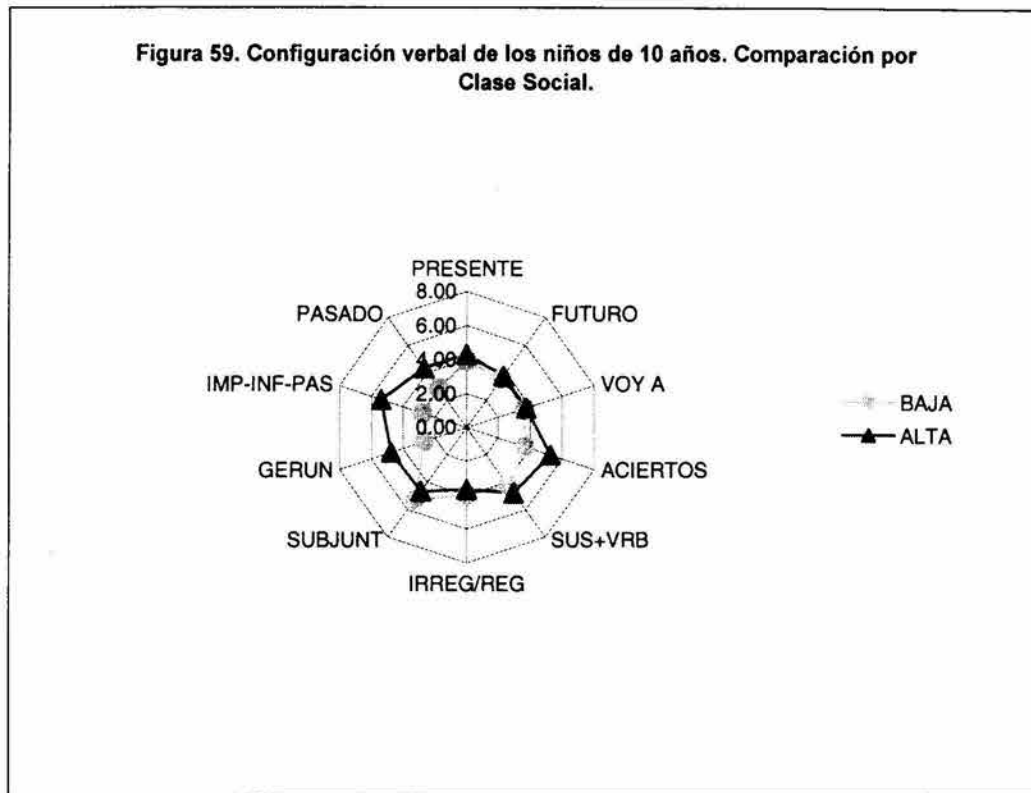 Figura 59. Configuración verbal de los niños de 10 años. Comparación por
Clase Social.
PRESENTE
8.00
PASADO
FUTURO
6.00
4.00
IMP-INF-PAS
VOY A
2.00
BAJA
0.00
ALTA
GERUN
ACIERTOS
SUBJUNT
SUS+VRB
IRREG/REG